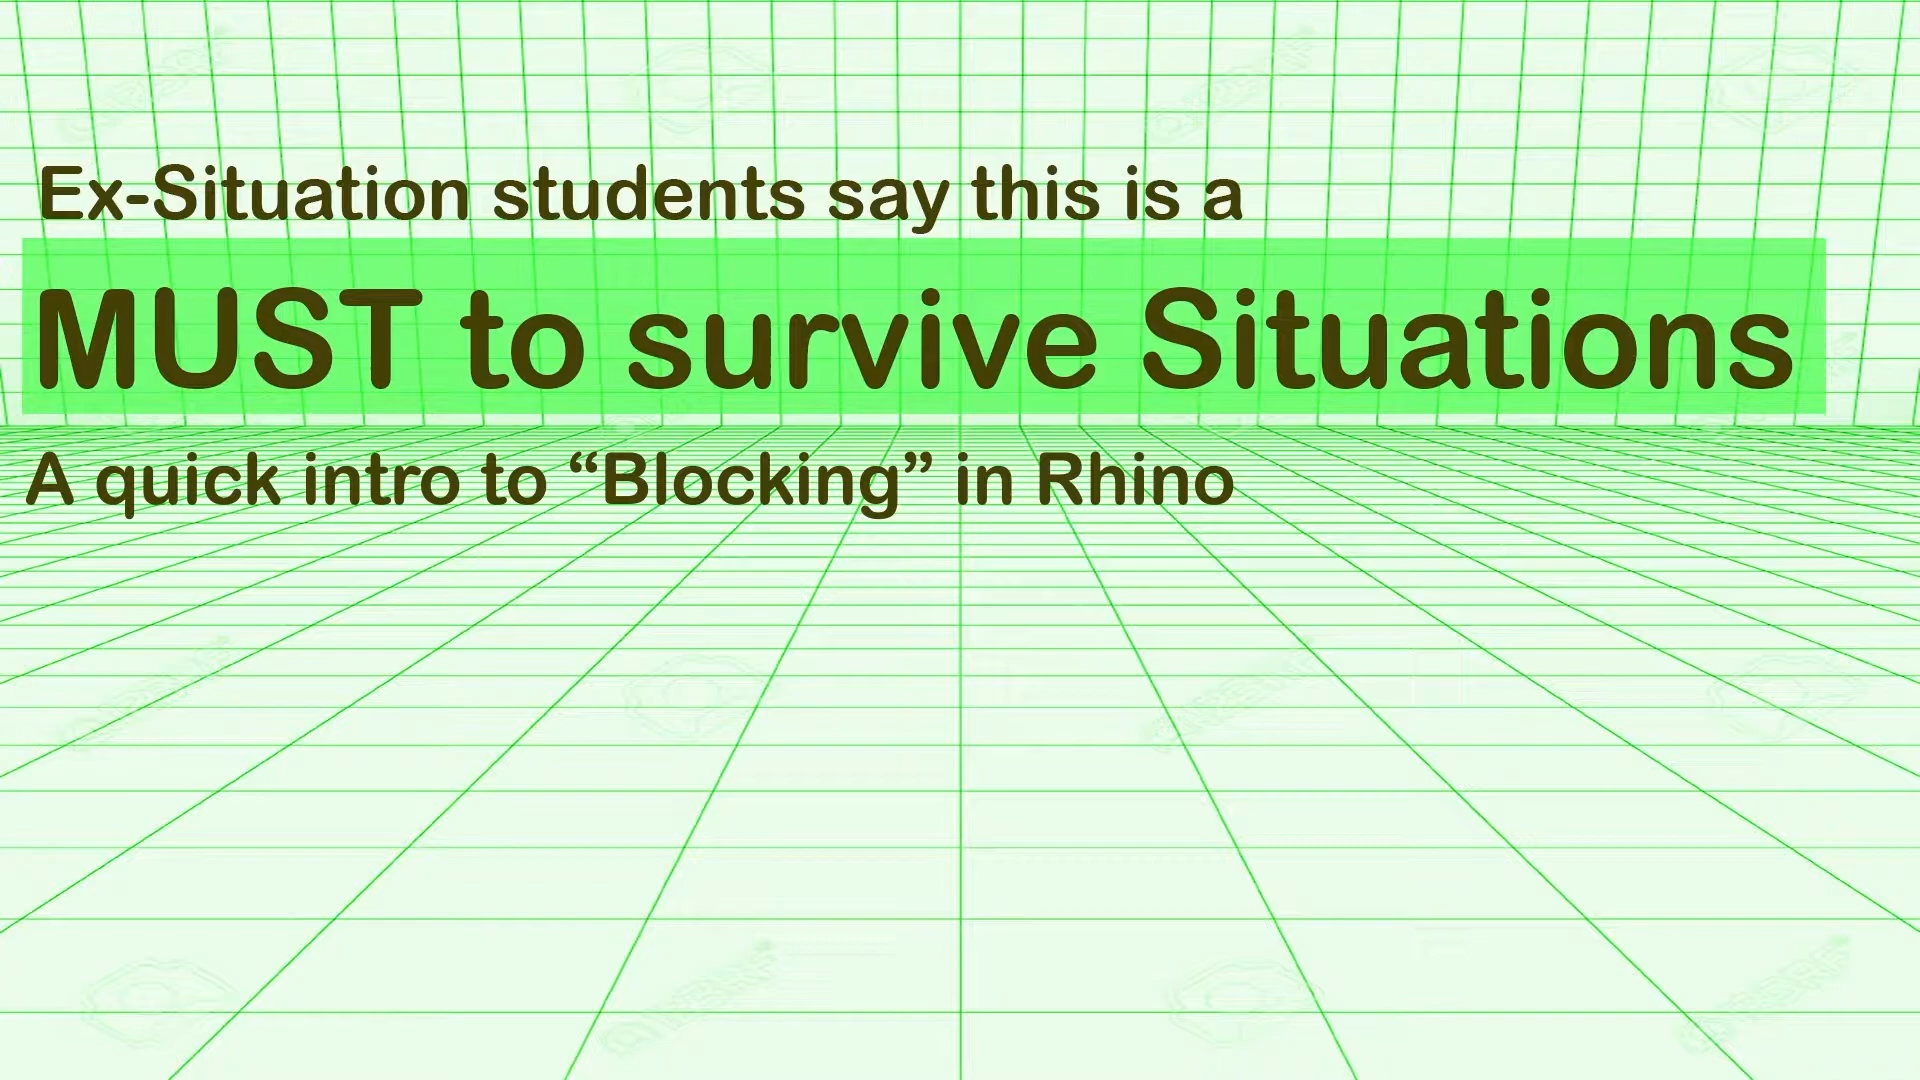 Ex-Situation students say this is a
MUST to survive Situations
A quick intro to “Blocking” in Rhino